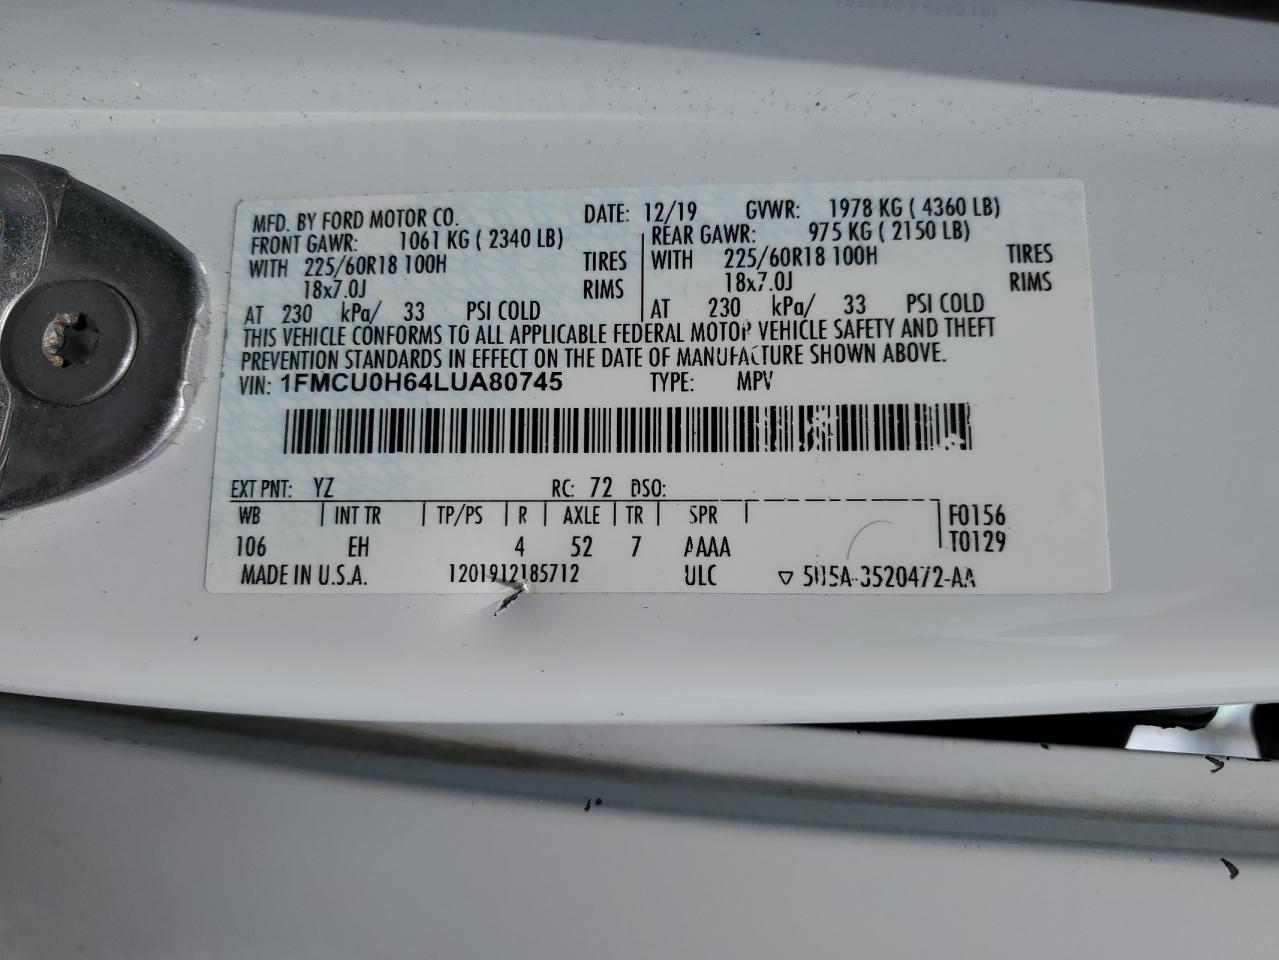 MFD. BY FORD MOTOR CO. DATE: 12/19 GVWR: 1978 KG ( 4360 LB)
FRONT GAWR: 1061 KG ( 2340 LB) REAR GAWR: 975 KG ( 2150 LB)
WITH 225/60R18 100H TIRES WITH 225/60R18 100H TIRES
18x7.0J RIMS 18x7.0J RIMS
AT 230 kPa/ 33 PSI COLD AT 230 kPa/ 33 PSI COLD
THIS VEHICLE CONFORMS TO ALL APPLICABLE FEDERAL MOTOR VEHICLE SAFETY AND THEFT
PREVENTION STANDARDS IN EFFECT ON THE DATE OF MANUFACTURE SHOWN ABOVE.
VIN: 1FMCU0H64LUA80745 TYPE: MPV
EXT PNT: YZ RC: 72 DSO:
WB INT TR TP/PS R AXLE TR SPR F0156
106 EH 4 52 7 AAAA T0129
MADE IN U.S.A. 1201912185712 ULC ▽ 5U5A-3520472-AA